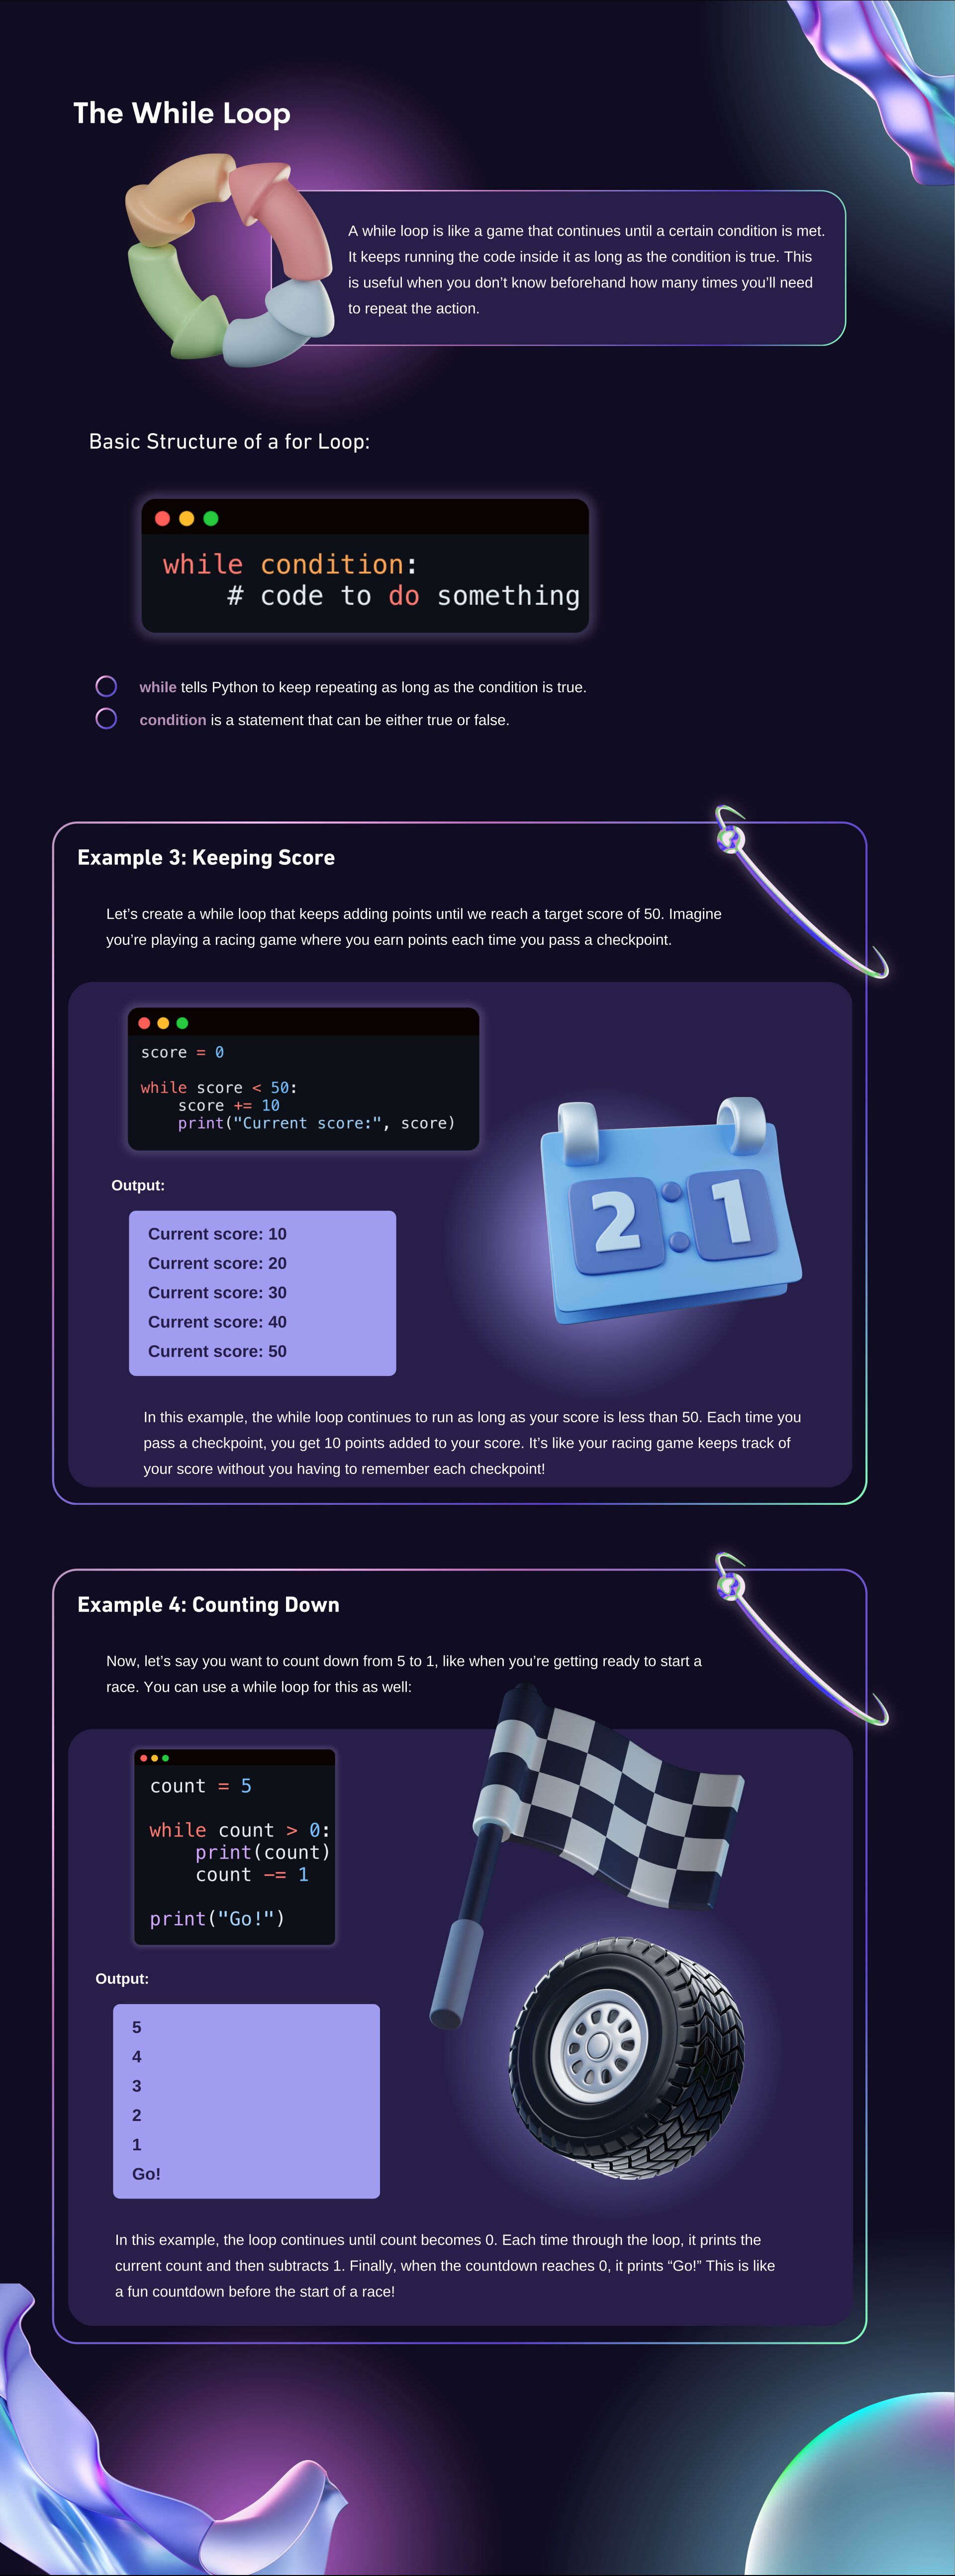 The While Loop
A while loop is like a game that continues until a certain condition is met.
It keeps running the code inside it as long as the condition is true. This
is useful when you don’t know beforehand how many times you’ll need
to repeat the action.
Basic Structure of a for Loop:
while condition:
    # code to do something
while tells Python to keep repeating as long as the condition is true.
condition is a statement that can be either true or false.
Example 3: Keeping Score
Let’s create a while loop that keeps adding points until we reach a target score of 50. Imagine
you’re playing a racing game where you earn points each time you pass a checkpoint.
score = 0
while score < 50:
    score += 10
    print("Current score:", score)
2:1
Output:
Current score: 10
Current score: 20
Current score: 30
Current score: 40
Current score: 50
In this example, the while loop continues to run as long as your score is less than 50. Each time you
pass a checkpoint, you get 10 points added to your score. It’s like your racing game keeps track of
your score without you having to remember each checkpoint!
Example 4: Counting Down
Now, let’s say you want to count down from 5 to 1, like when you’re getting ready to start a
race. You can use a while loop for this as well:
count = 5
while count > 0:
    print(count)
    count -= 1
print("Go!")
Output:
5
4
3
2
1
Go!
In this example, the loop continues until count becomes 0. Each time through the loop, it prints the
current count and then subtracts 1. Finally, when the countdown reaches 0, it prints “Go!” This is like
a fun countdown before the start of a race!